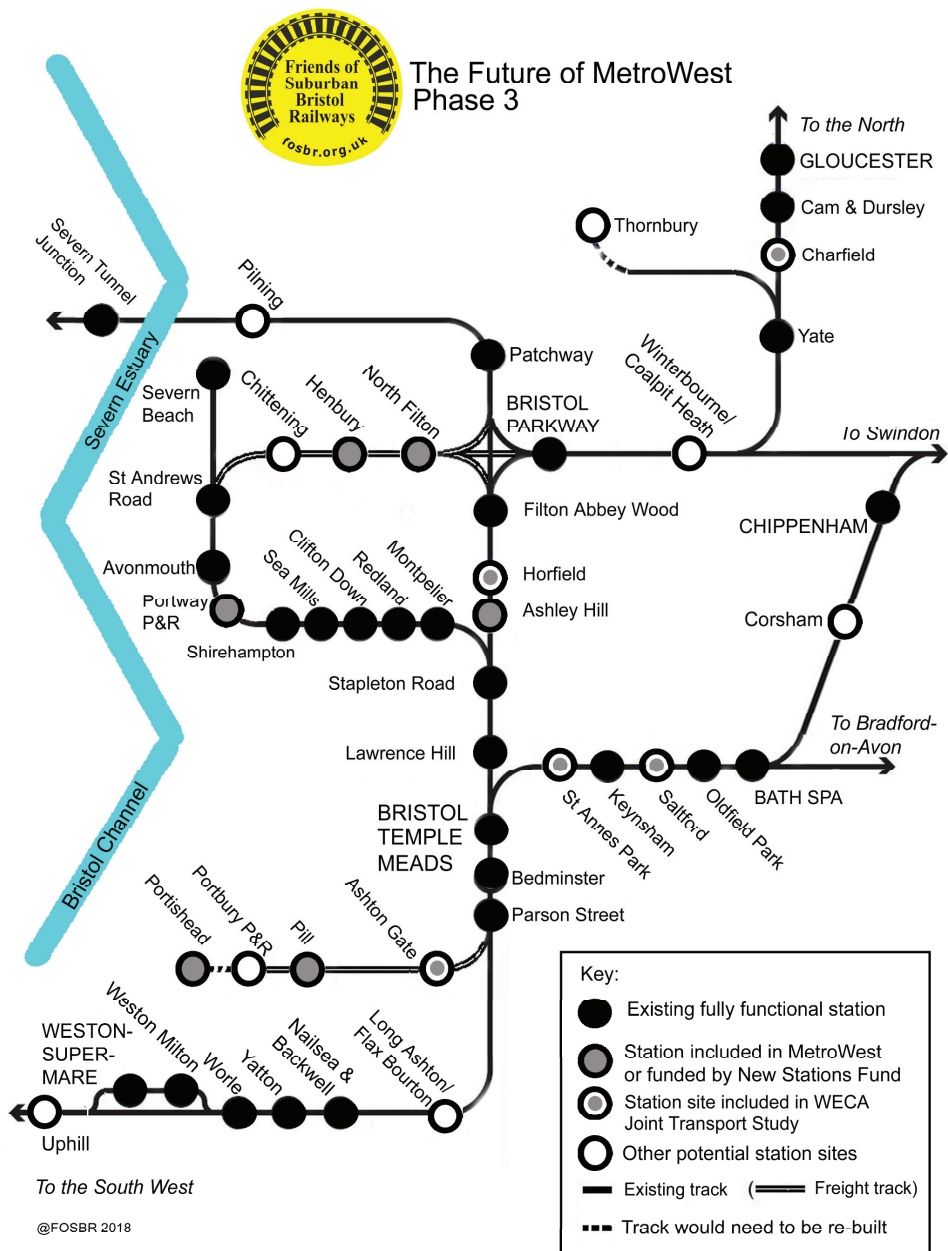 Friends of
Suburban
Bristol
Railways
fosbr.org.uk
The Future of MetroWest
Phase 3
To the North
GLOUCESTER
Cam & Dursley
Charfield
Thornbury
Yate
Severn Tunnel
Junction
Pilning
Patchway
Winterbourne/
Coalpit Heath
Severn Estuary
Severn
Beach
Chittening
Henbury
North Filton
BRISTOL
PARKWAY
To Swindon
St Andrews
Road
Filton Abbey Wood
CHIPPENHAM
Avonmouth
Sea Mills
Clifton Down
Redland
Montpelier
Horfield
Portway
P&R
Ashley Hill
Corsham
Shirehampton
Stapleton Road
To Bradford-
on-Avon
Lawrence Hill
St Annes Park
Keynsham
Saltford
Oldfield Park
BATH SPA
BRISTOL
TEMPLE
MEADS
Bristol Channel
Bedminster
Parson Street
Portishead
Portbury P&R
Pill
Ashton Gate
WESTON-
SUPER-
MARE
Weston Milton
Worle
Yatton
Nailsea &
Backwell
Long Ashton/
Flax Bourton
Uphill
To the South West
@FOSBR 2018
Key:
Existing fully functional station
Station included in MetroWest
or funded by New Stations Fund
Station site included in WECA
Joint Transport Study
Other potential station sites
Existing track ( Freight track)
Track would need to be re-built